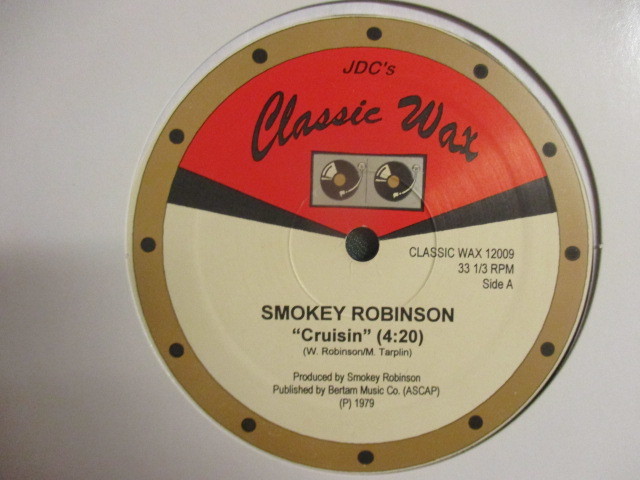 JDC's
Classic Wax
CLASSIC WAX 12009
33 1/3 RPM
Side A
SMOKEY ROBINSON
“Cruisin” (4:20)
(W. Robinson/M. Tarplin)
Produced by Smokey Robinson
Published by Bertam Music Co. (ASCAP)
(P) 1979